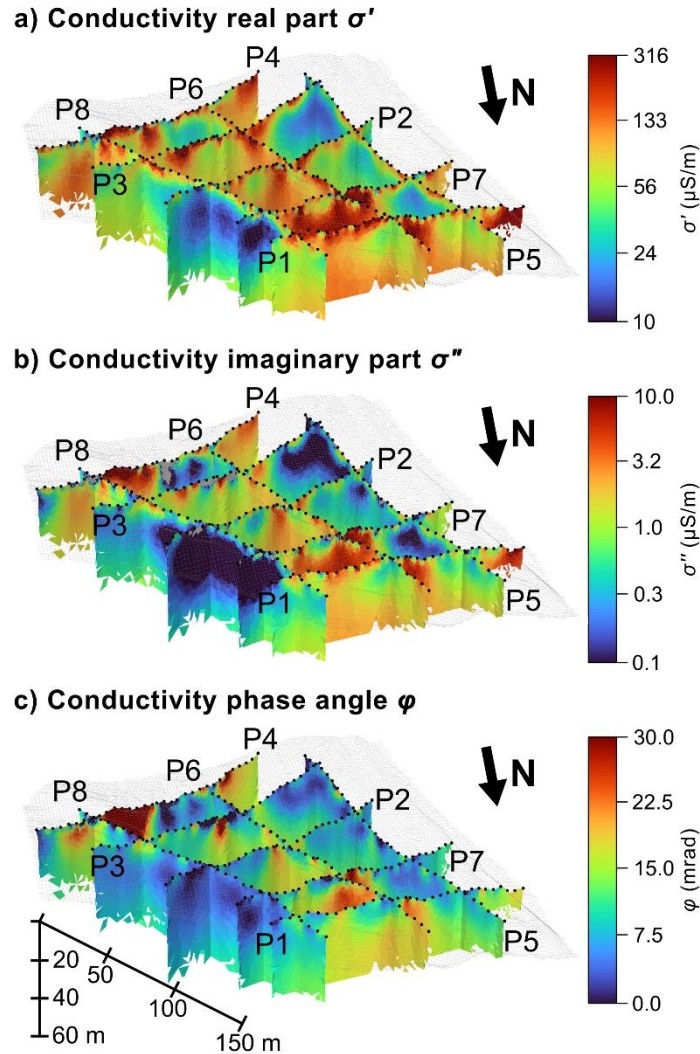 a) Conductivity real part σ'
P4
P6
P8
P2
P3
P7
P1
P5
N
316
133
56
24
10
σ' (µS/m)
b) Conductivity imaginary part σ"
P4
P6
P8
P2
P3
P7
P1
P5
N
10.0
3.2
1.0
0.3
0.1
σ'' (µS/m)
c) Conductivity phase angle φ
P4
P6
P8
P2
P3
P7
P1
P5
N
30.0
22.5
15.0
7.5
0.0
φ (mrad)
20
40
60 m
50
100
150 m